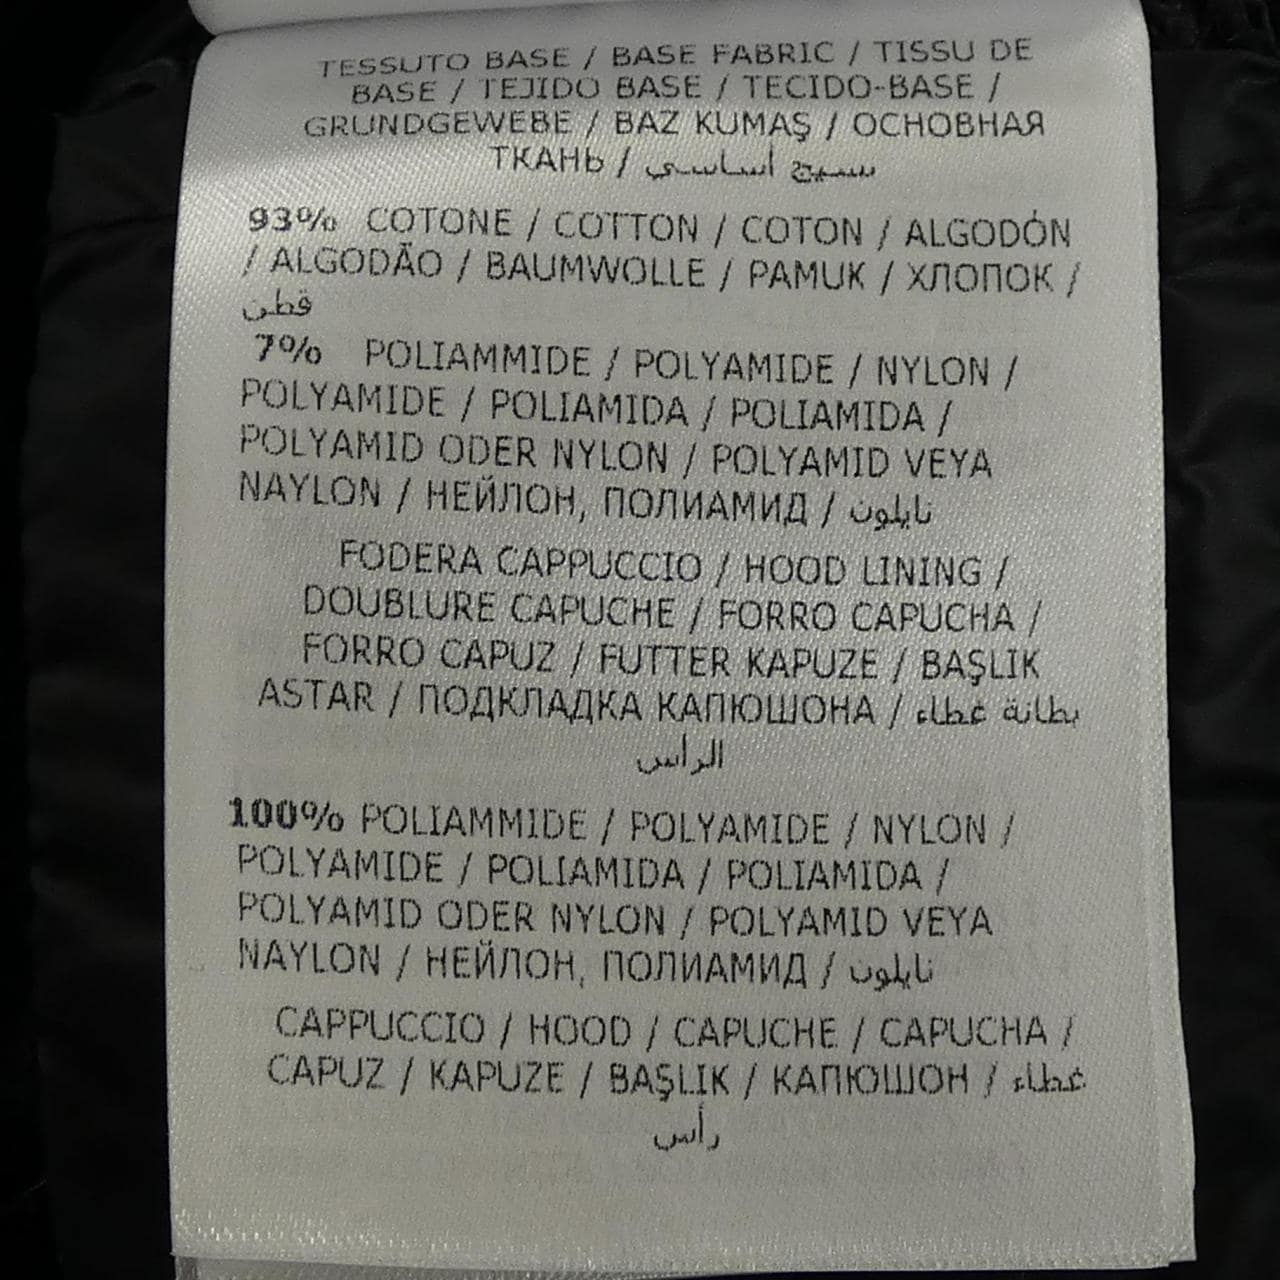 TESSUTO BASE / BASE FABRIC / TISSU DE
BASE / TEJIDO BASE / TECIDO-BASE /
GRUNDGEWEBE / BAZ KUMAŞ / ОСНОВНАЯ
ТКАНЬ / نسيج أساسي
93% COTONE / COTTON / COTON / ALGODÓN
/ ALGODÃO / BAUMWOLLE / PAMUK / ХЛОПОК /
قطن
7% POLIAMMIDE / POLYAMIDE / NYLON /
POLYAMIDE / POLIAMIDA / POLIAMIDA /
POLYAMID ODER NYLON / POLYAMID VEYA
NAYLON / НЕЙЛОН, ПОЛИАМИД / نايلون
FODERA CAPPUCCIO / HOOD LINING /
DOUBLURE CAPUCHE / FORRO CAPUCHA /
FORRO CAPUZ / FUTTER KAPUZE / BAŞLIK
ASTAR / ПОДКЛАДКА КАПЮШОНА / بطانة غطاء
الرأس
100% POLIAMMIDE / POLYAMIDE / NYLON /
POLYAMIDE / POLIAMIDA / POLIAMIDA /
POLYAMID ODER NYLON / POLYAMID VEYA
NAYLON / НЕЙЛОН, ПОЛИАМИД / نايلون
CAPPUCCIO / HOOD / CAPUCHE / CAPUCHA /
CAPUZ / KAPUZE / BAŞLIK / КАПЮШОН / غطاء
رأس